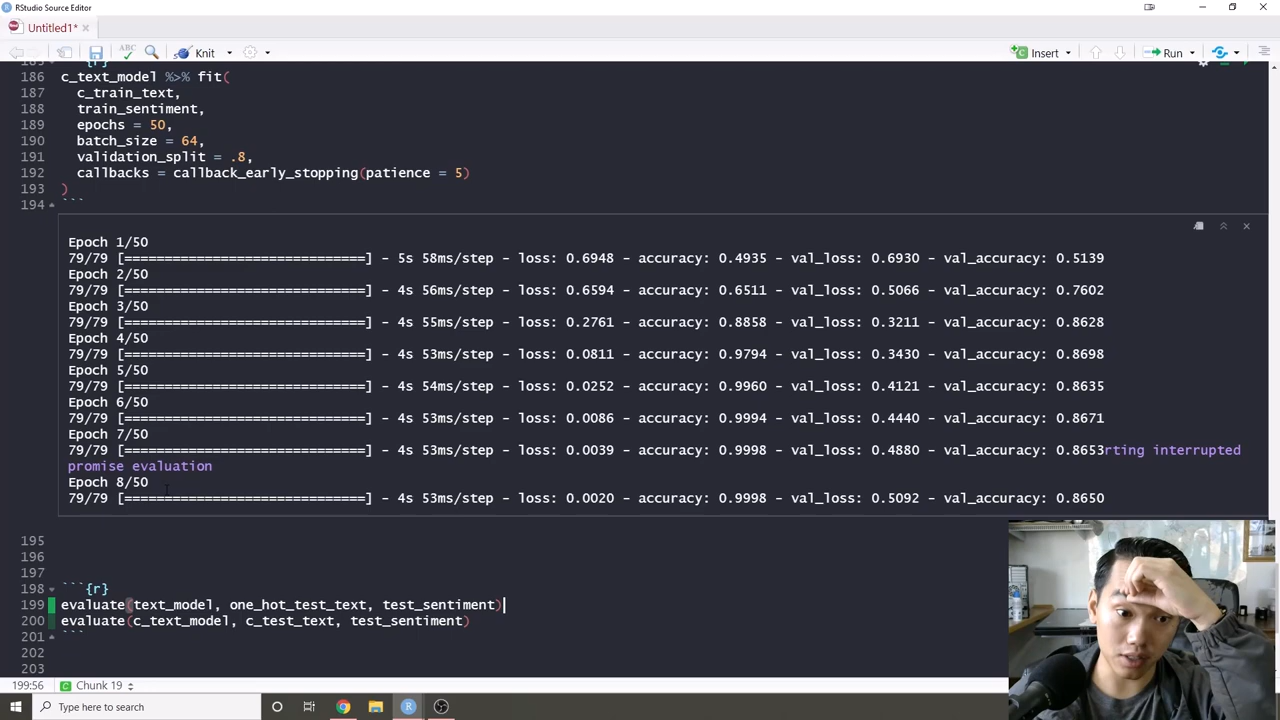 RStudio Source Editor
Untitled1*
ABC
Knit
Insert
Run
185 ```{r}
186 c_text_model %>% fit(
187 c_train_text,
188 train_sentiment,
189 epochs = 50,
190 batch_size = 64,
191 validation_split = .8,
192 callbacks = callback_early_stopping(patience = 5)
193 )
194 ```
Epoch 1/50
79/79 [==============================] - 5s 58ms/step - loss: 0.6948 - accuracy: 0.4935 - val_loss: 0.6930 - val_accuracy: 0.5139
Epoch 2/50
79/79 [==============================] - 4s 56ms/step - loss: 0.6594 - accuracy: 0.6511 - val_loss: 0.5066 - val_accuracy: 0.7602
Epoch 3/50
79/79 [==============================] - 4s 55ms/step - loss: 0.2761 - accuracy: 0.8858 - val_loss: 0.3211 - val_accuracy: 0.8628
Epoch 4/50
79/79 [==============================] - 4s 53ms/step - loss: 0.0811 - accuracy: 0.9794 - val_loss: 0.3430 - val_accuracy: 0.8698
Epoch 5/50
79/79 [==============================] - 4s 54ms/step - loss: 0.0252 - accuracy: 0.9960 - val_loss: 0.4121 - val_accuracy: 0.8635
Epoch 6/50
79/79 [==============================] - 4s 53ms/step - loss: 0.0086 - accuracy: 0.9994 - val_loss: 0.4440 - val_accuracy: 0.8671
Epoch 7/50
79/79 [==============================] - 4s 53ms/step - loss: 0.0039 - accuracy: 0.9998 - val_loss: 0.4880 - val_accuracy: 0.8653rting interrupted
promise evaluation
Epoch 8/50
79/79 [==============================] - 4s 53ms/step - loss: 0.0020 - accuracy: 0.9998 - val_loss: 0.5092 - val_accuracy: 0.8650
195
196
197
198 ```{r}
199 evaluate(text_model, one_hot_test_text, test_sentiment)
200 evaluate(c_text_model, c_test_text, test_sentiment)
201 ```
202
203
199:56 Chunk 19
Type here to search